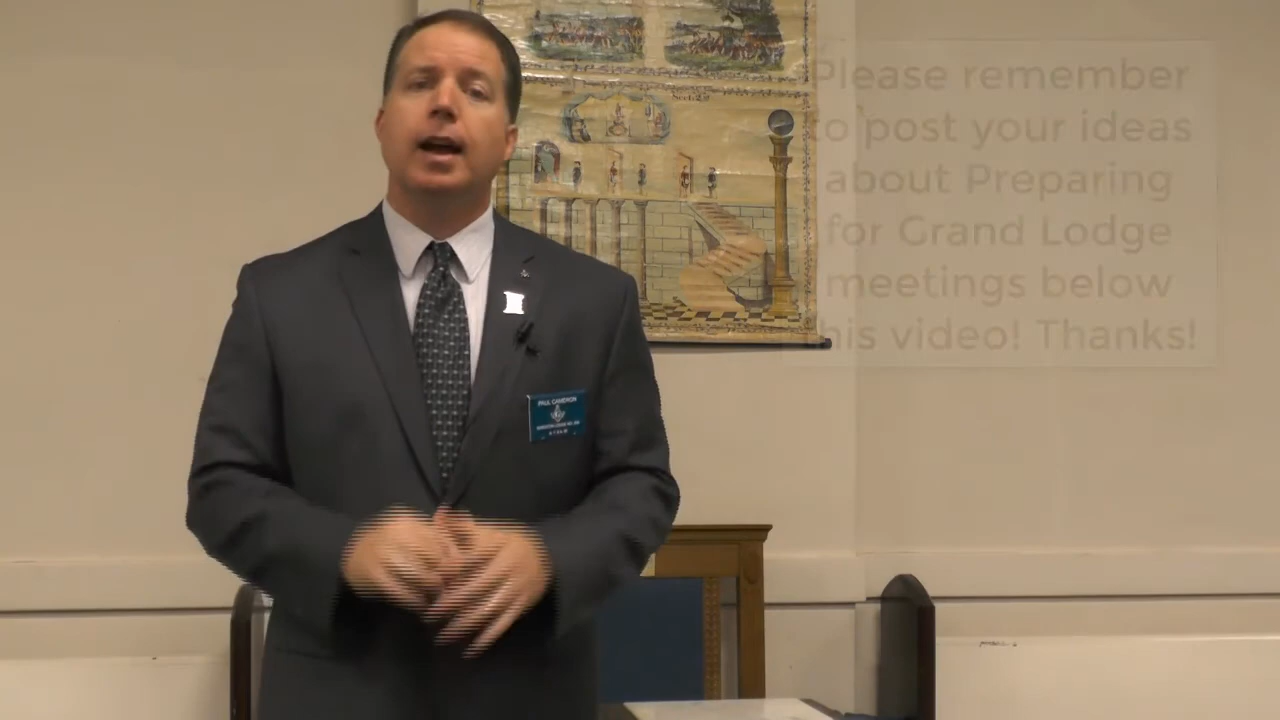 Please remember
to post your ideas
about Preparing
for Grand Lodge
meetings below
this video! Thanks!
PAUL CAMERON